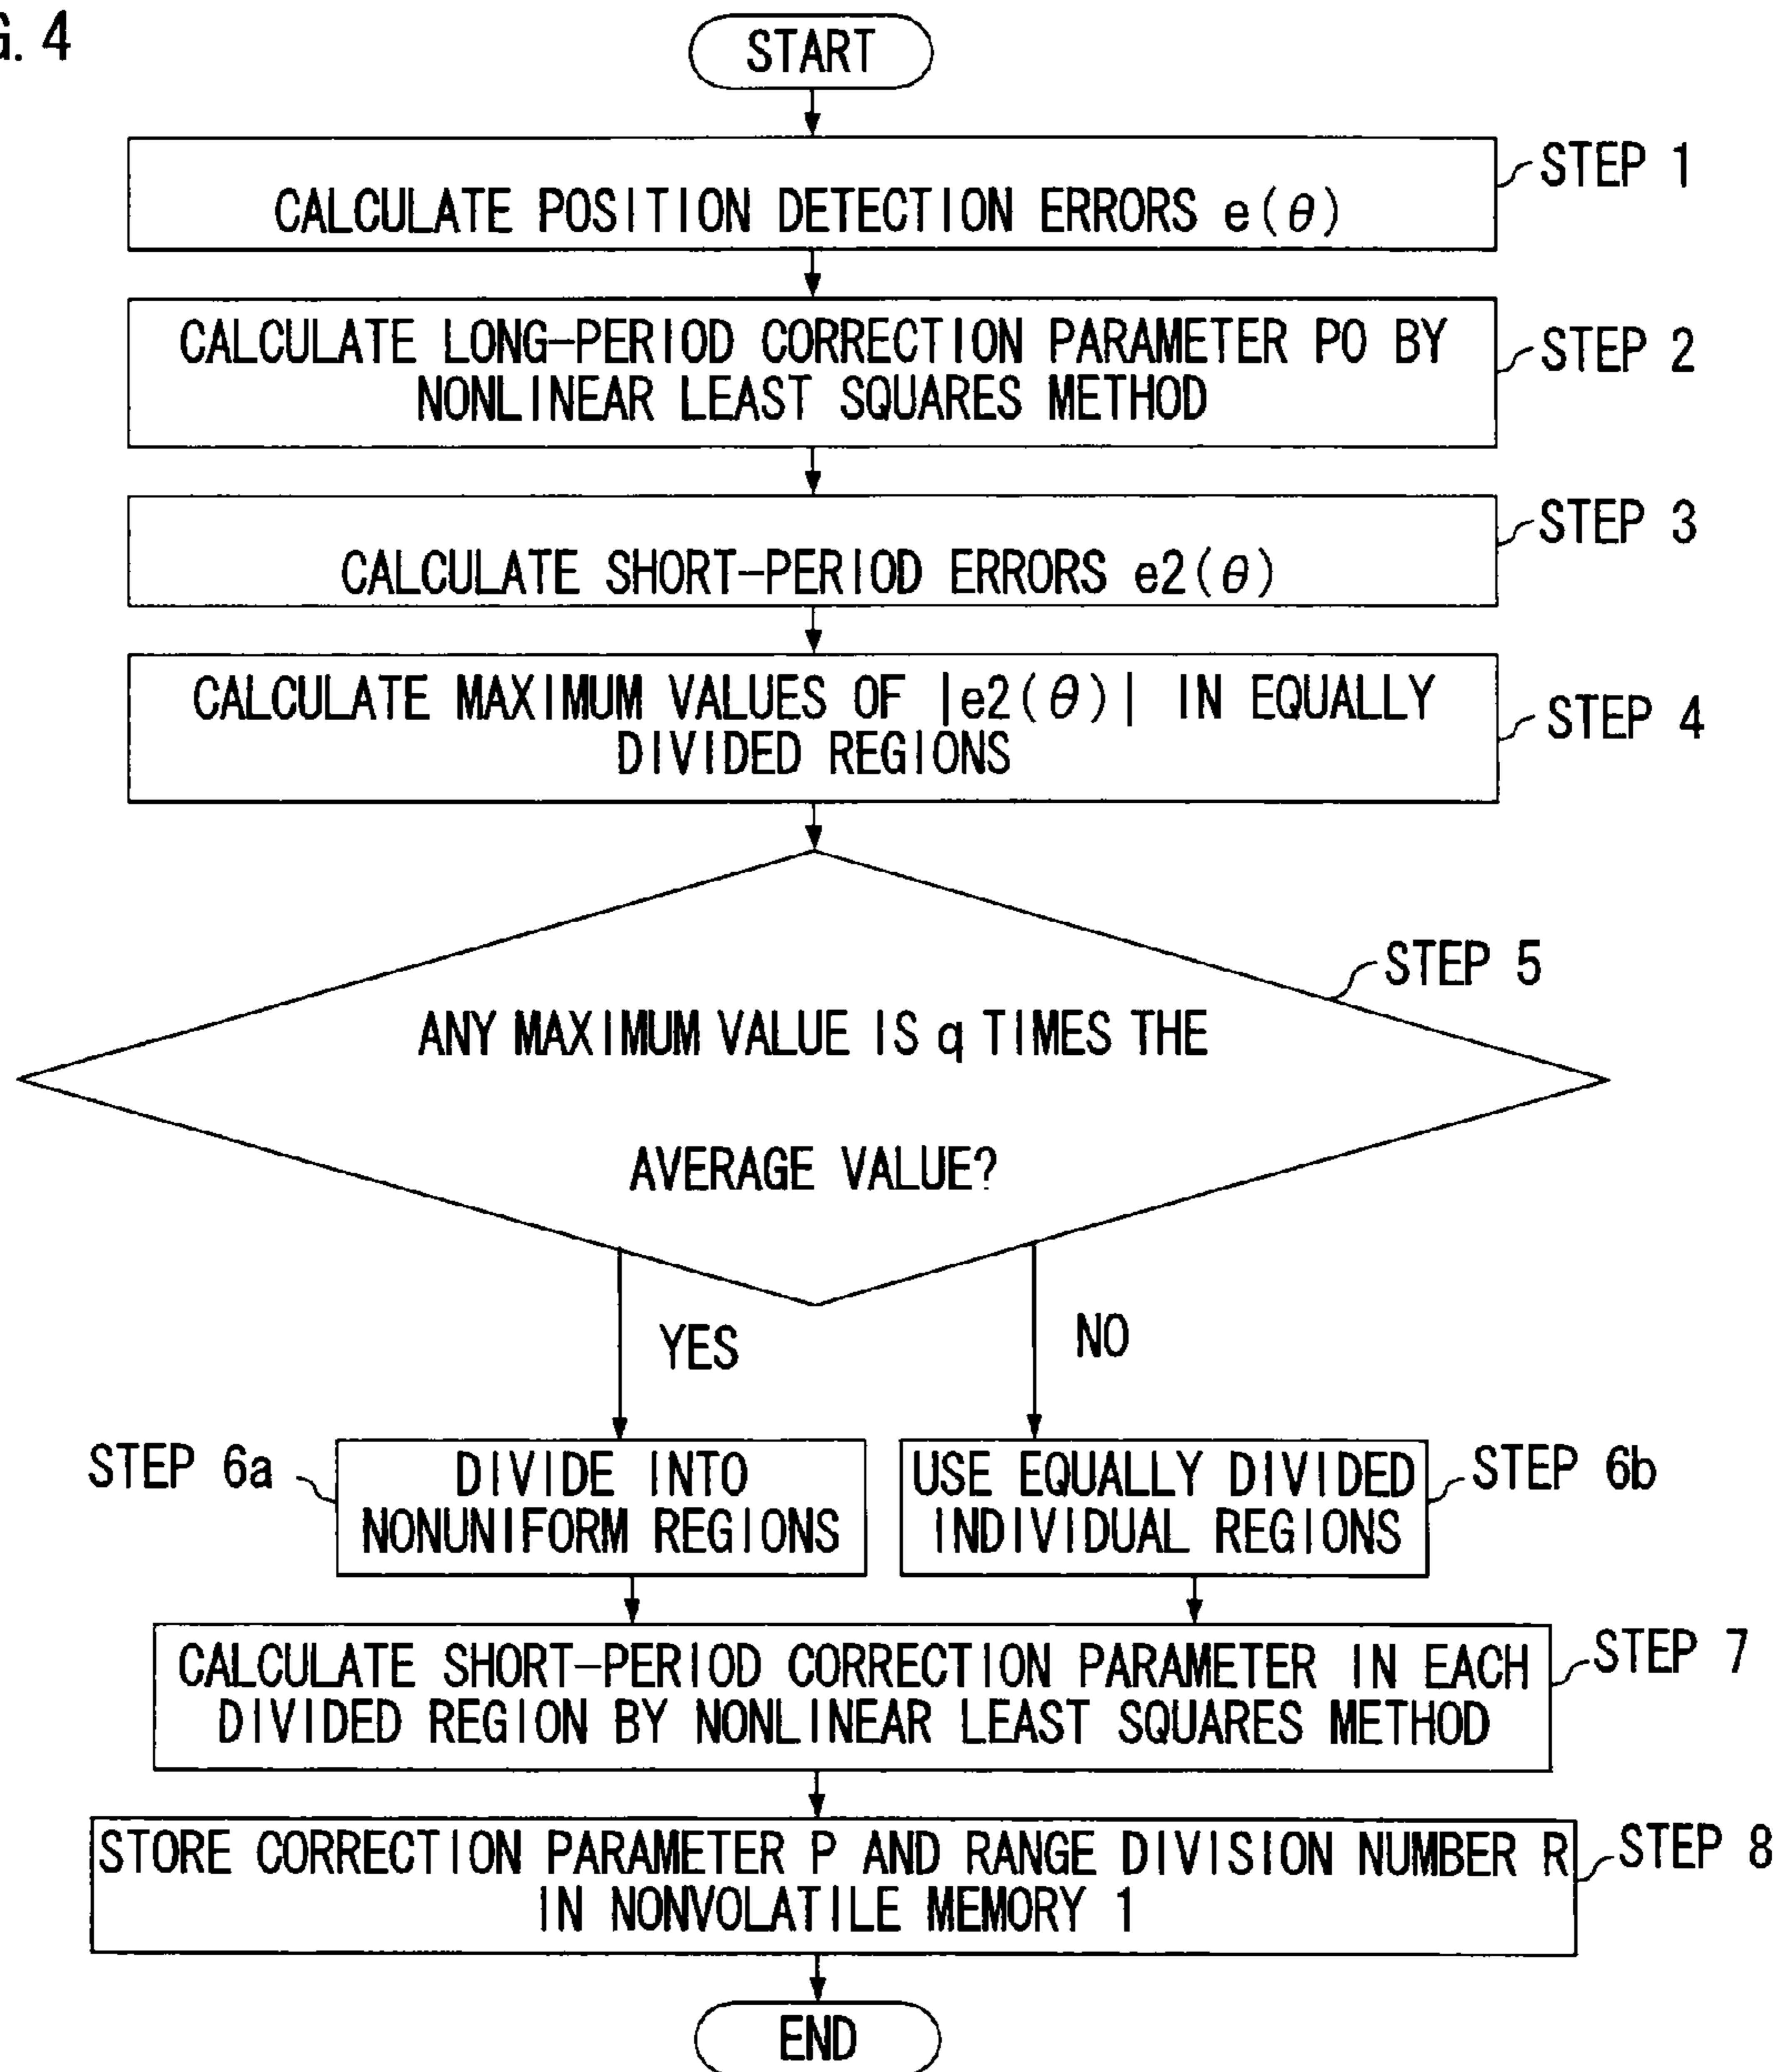 G. 4
START
CALCULATE POSITION DETECTION ERRORS e(θ)
STEP 1
CALCULATE LONG-PERIOD CORRECTION PARAMETER P0 BY
NONLINEAR LEAST SQUARES METHOD
STEP 2
CALCULATE SHORT-PERIOD ERRORS e2(θ)
STEP 3
CALCULATE MAXIMUM VALUES OF |e2(θ)| IN EQUALLY
DIVIDED REGIONS
STEP 4
ANY MAXIMUM VALUE IS q TIMES THE
AVERAGE VALUE?
STEP 5
YES
NO
STEP 6a
DIVIDE INTO
NONUNIFORM REGIONS
USE EQUALLY DIVIDED
INDIVIDUAL REGIONS
STEP 6b
CALCULATE SHORT-PERIOD CORRECTION PARAMETER IN EACH
DIVIDED REGION BY NONLINEAR LEAST SQUARES METHOD
STEP 7
STORE CORRECTION PARAMETER P AND RANGE DIVISION NUMBER R
IN NONVOLATILE MEMORY 1
STEP 8
END